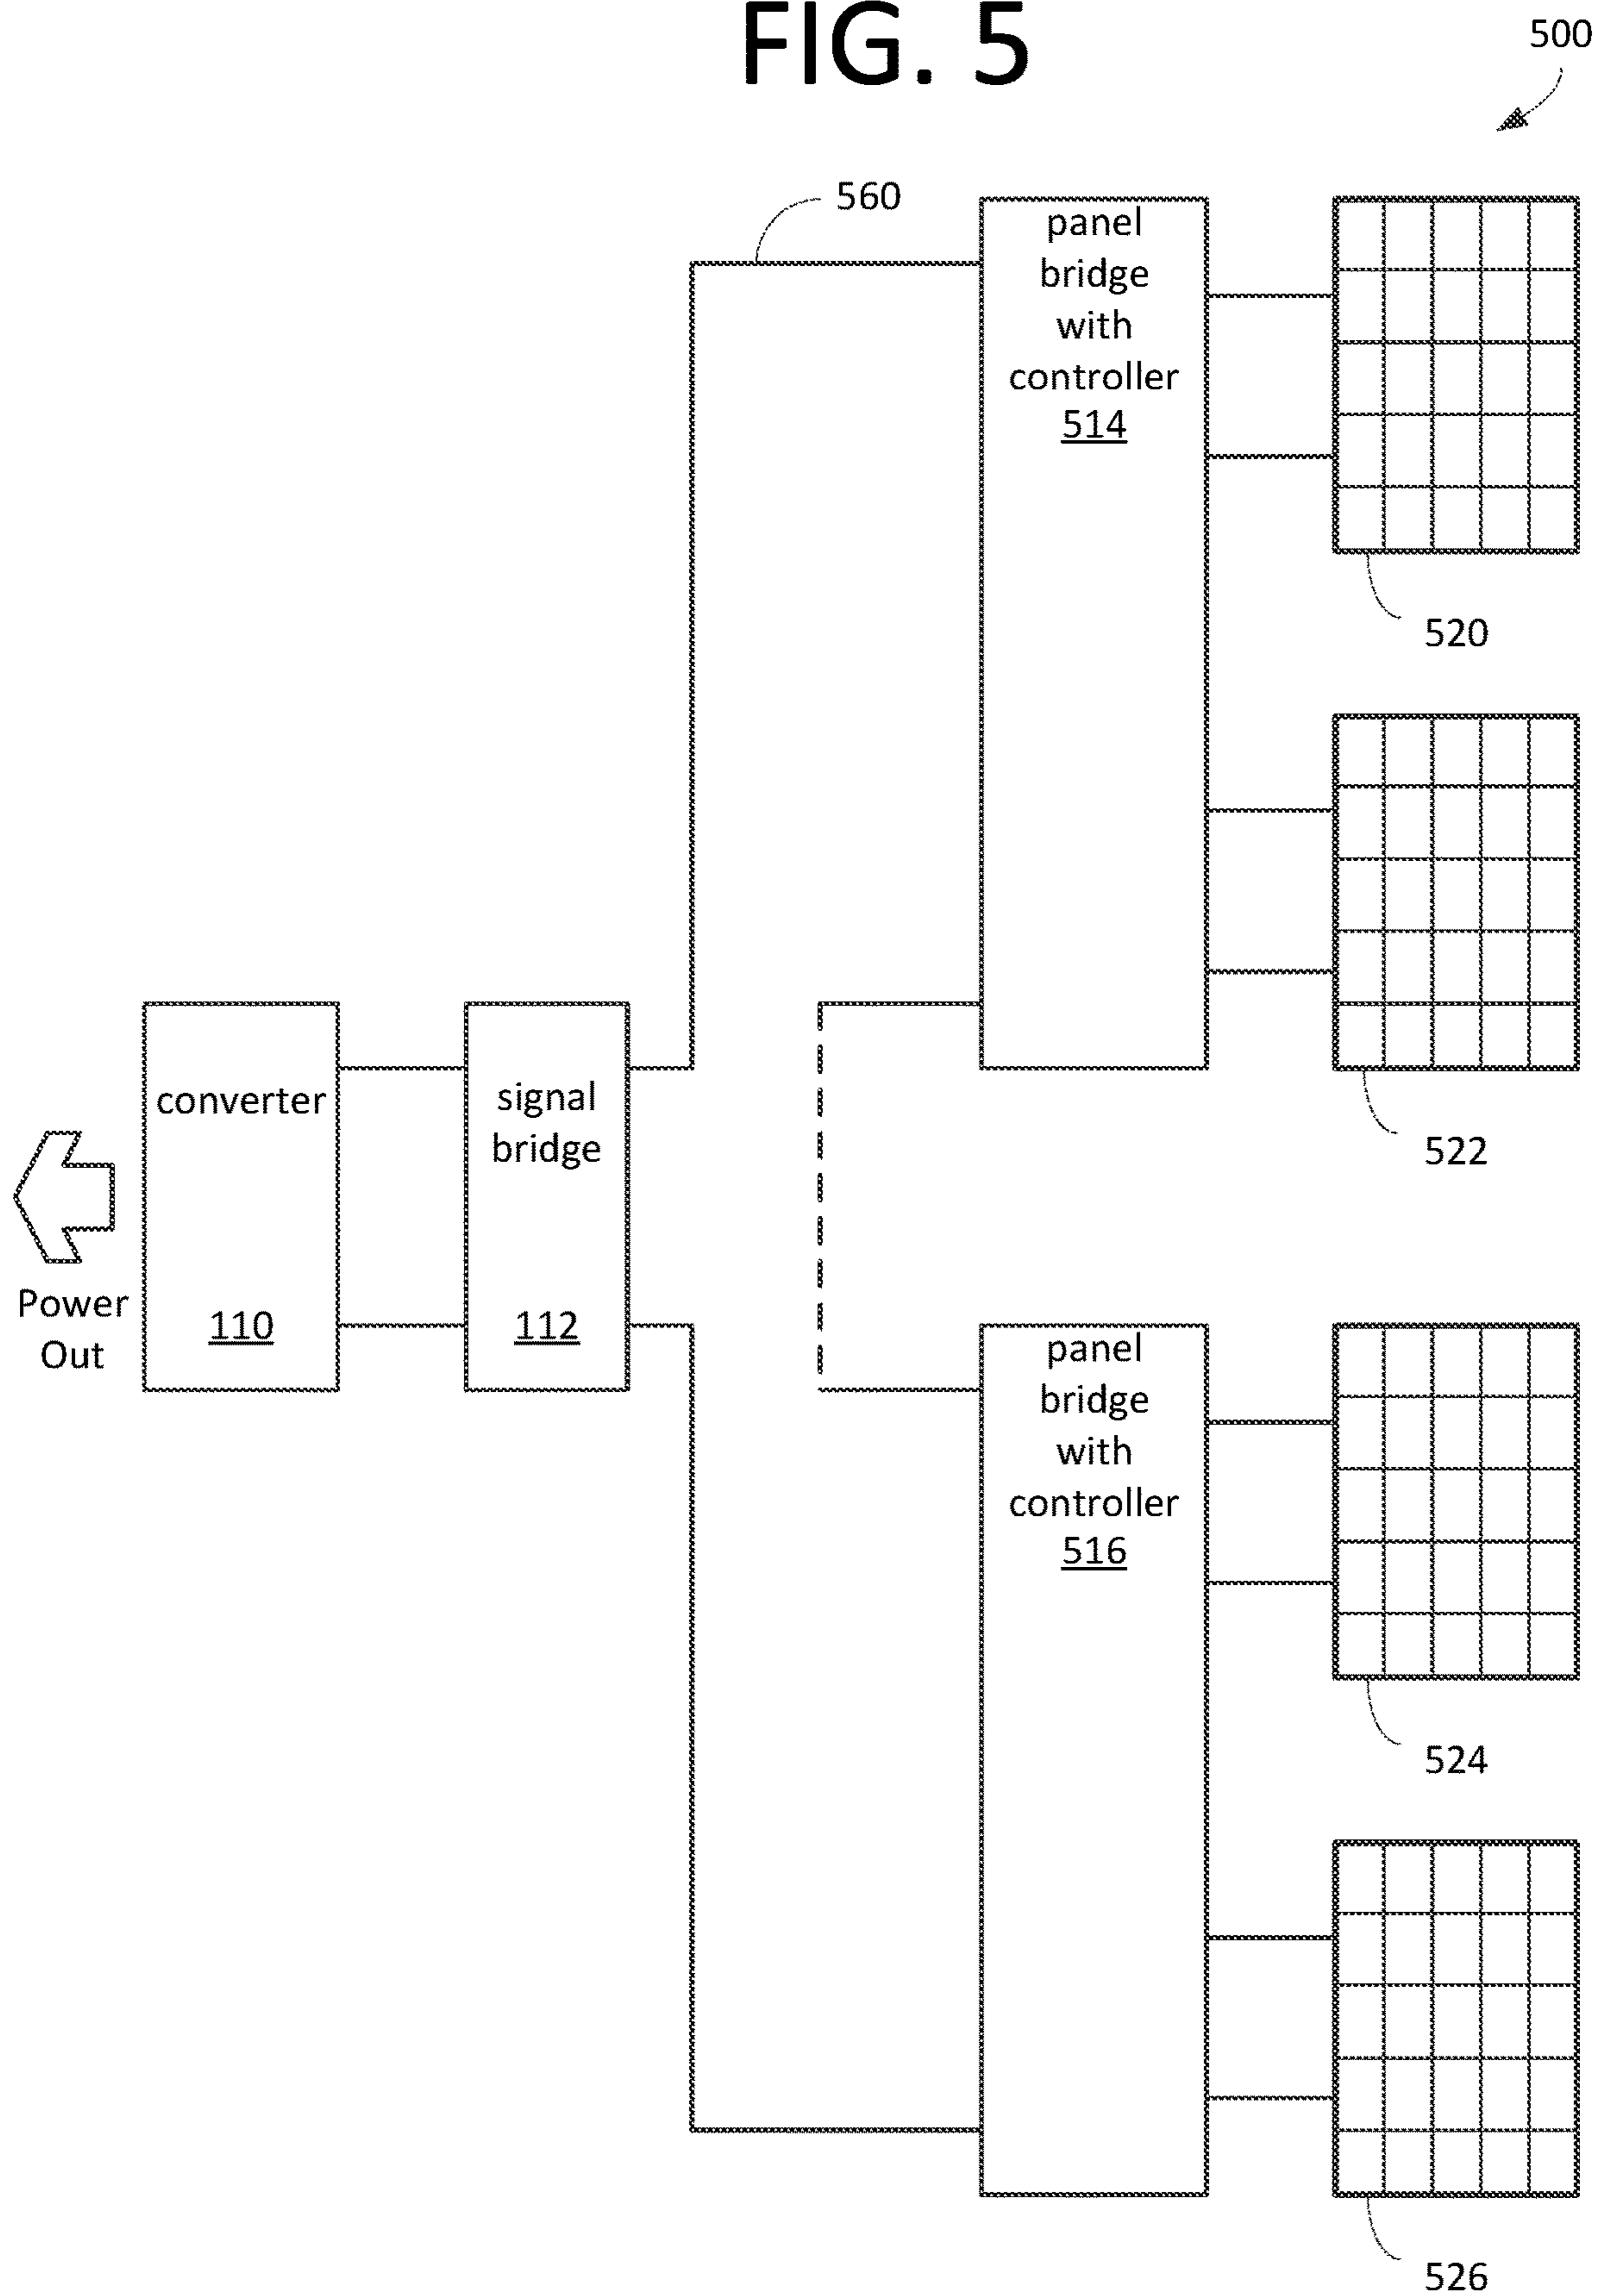 FIG. 5
500
560
panel
bridge
with
controller
514
520
522
converter
110
signal
bridge
112
Power
Out
panel
bridge
with
controller
516
524
526